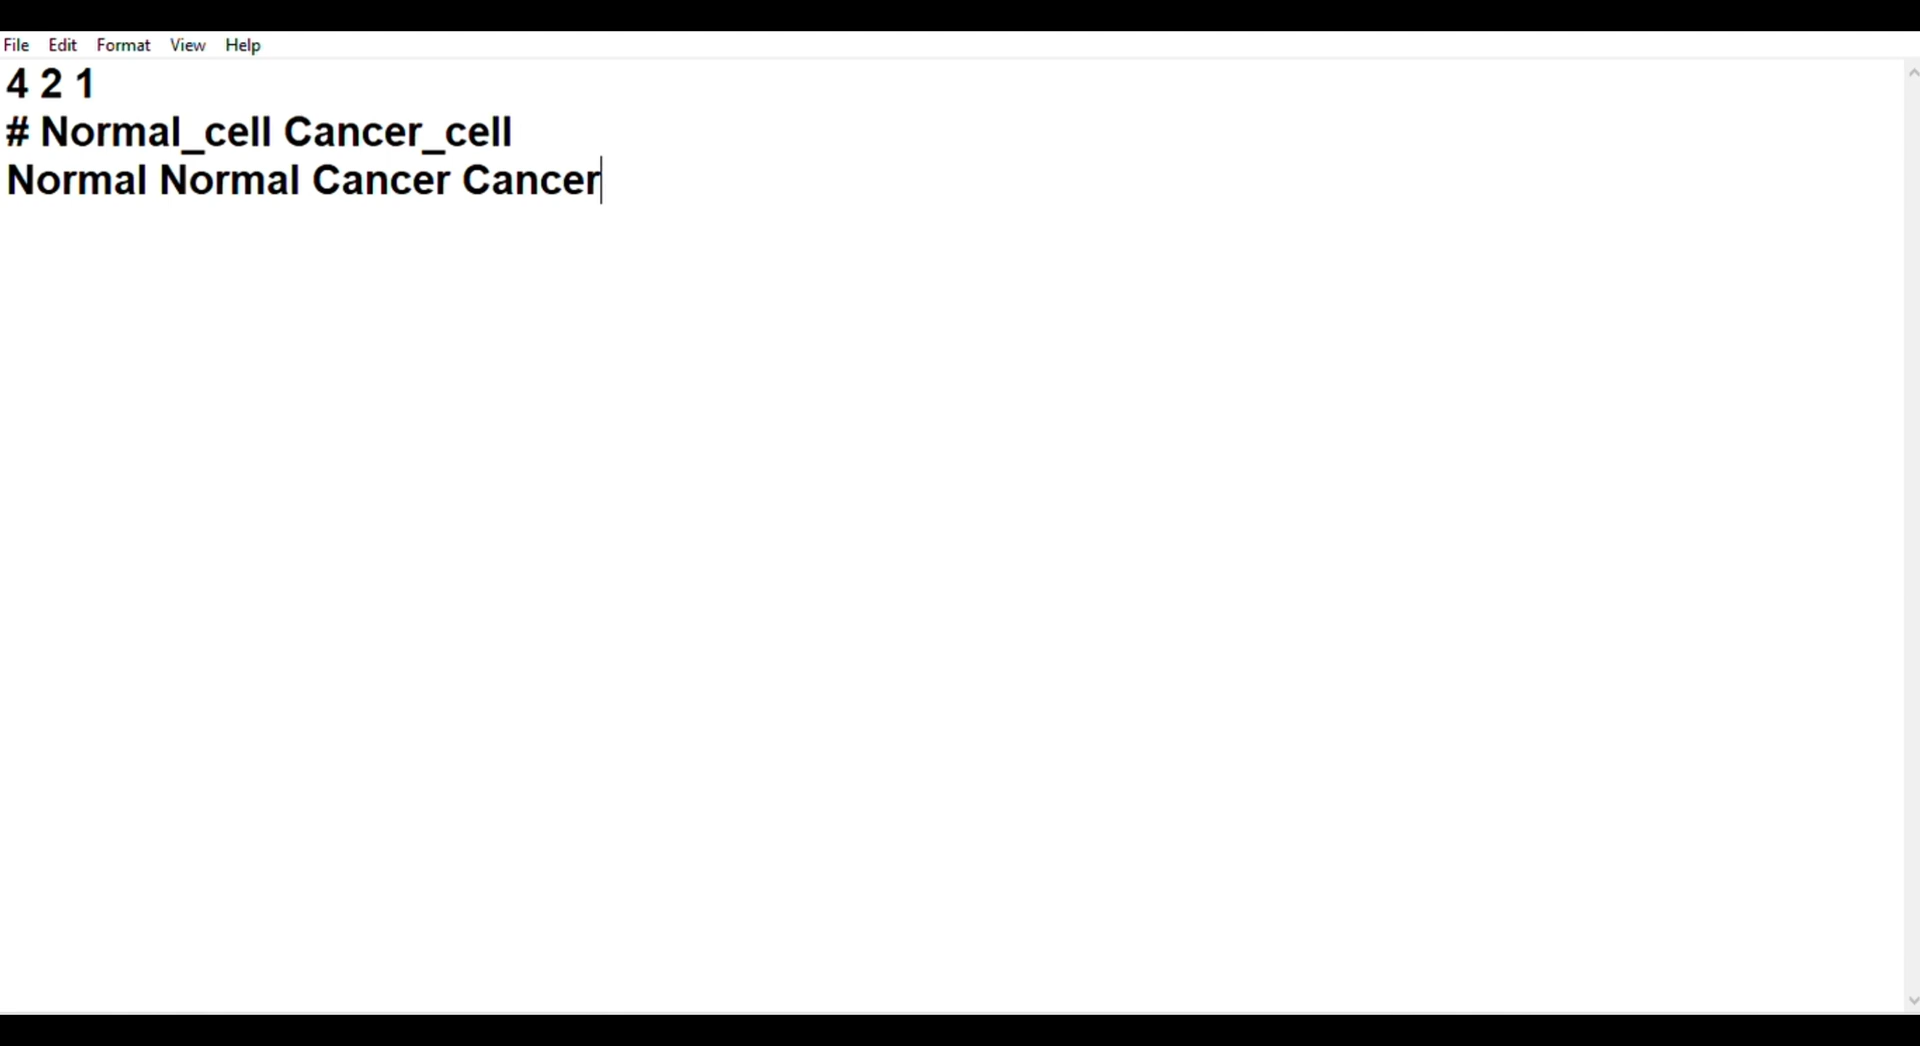 File Edit Format View Help
4 2 1
# Normal_cell Cancer_cell
Normal Normal Cancer Cancer